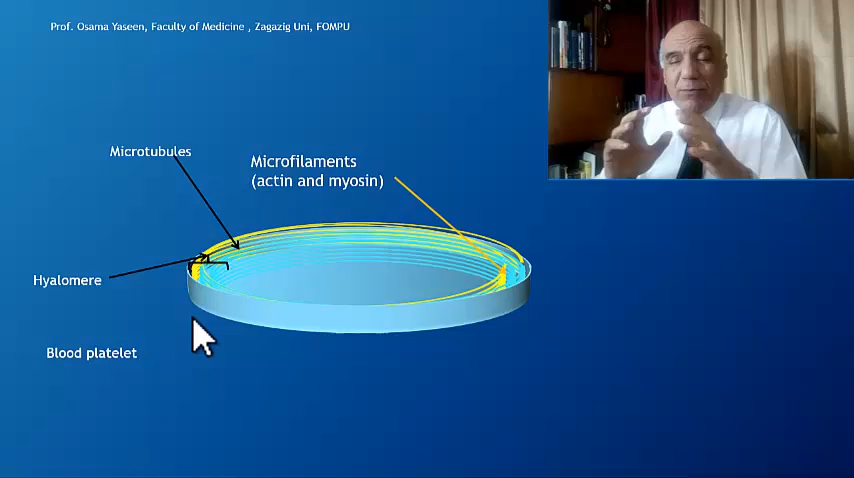 Prof. Osama Yaseen, Faculty of Medicine , Zagazig Uni, FOMPU
Microtubules
Microfilaments
(actin and myosin)
Hyalomere
Blood platelet